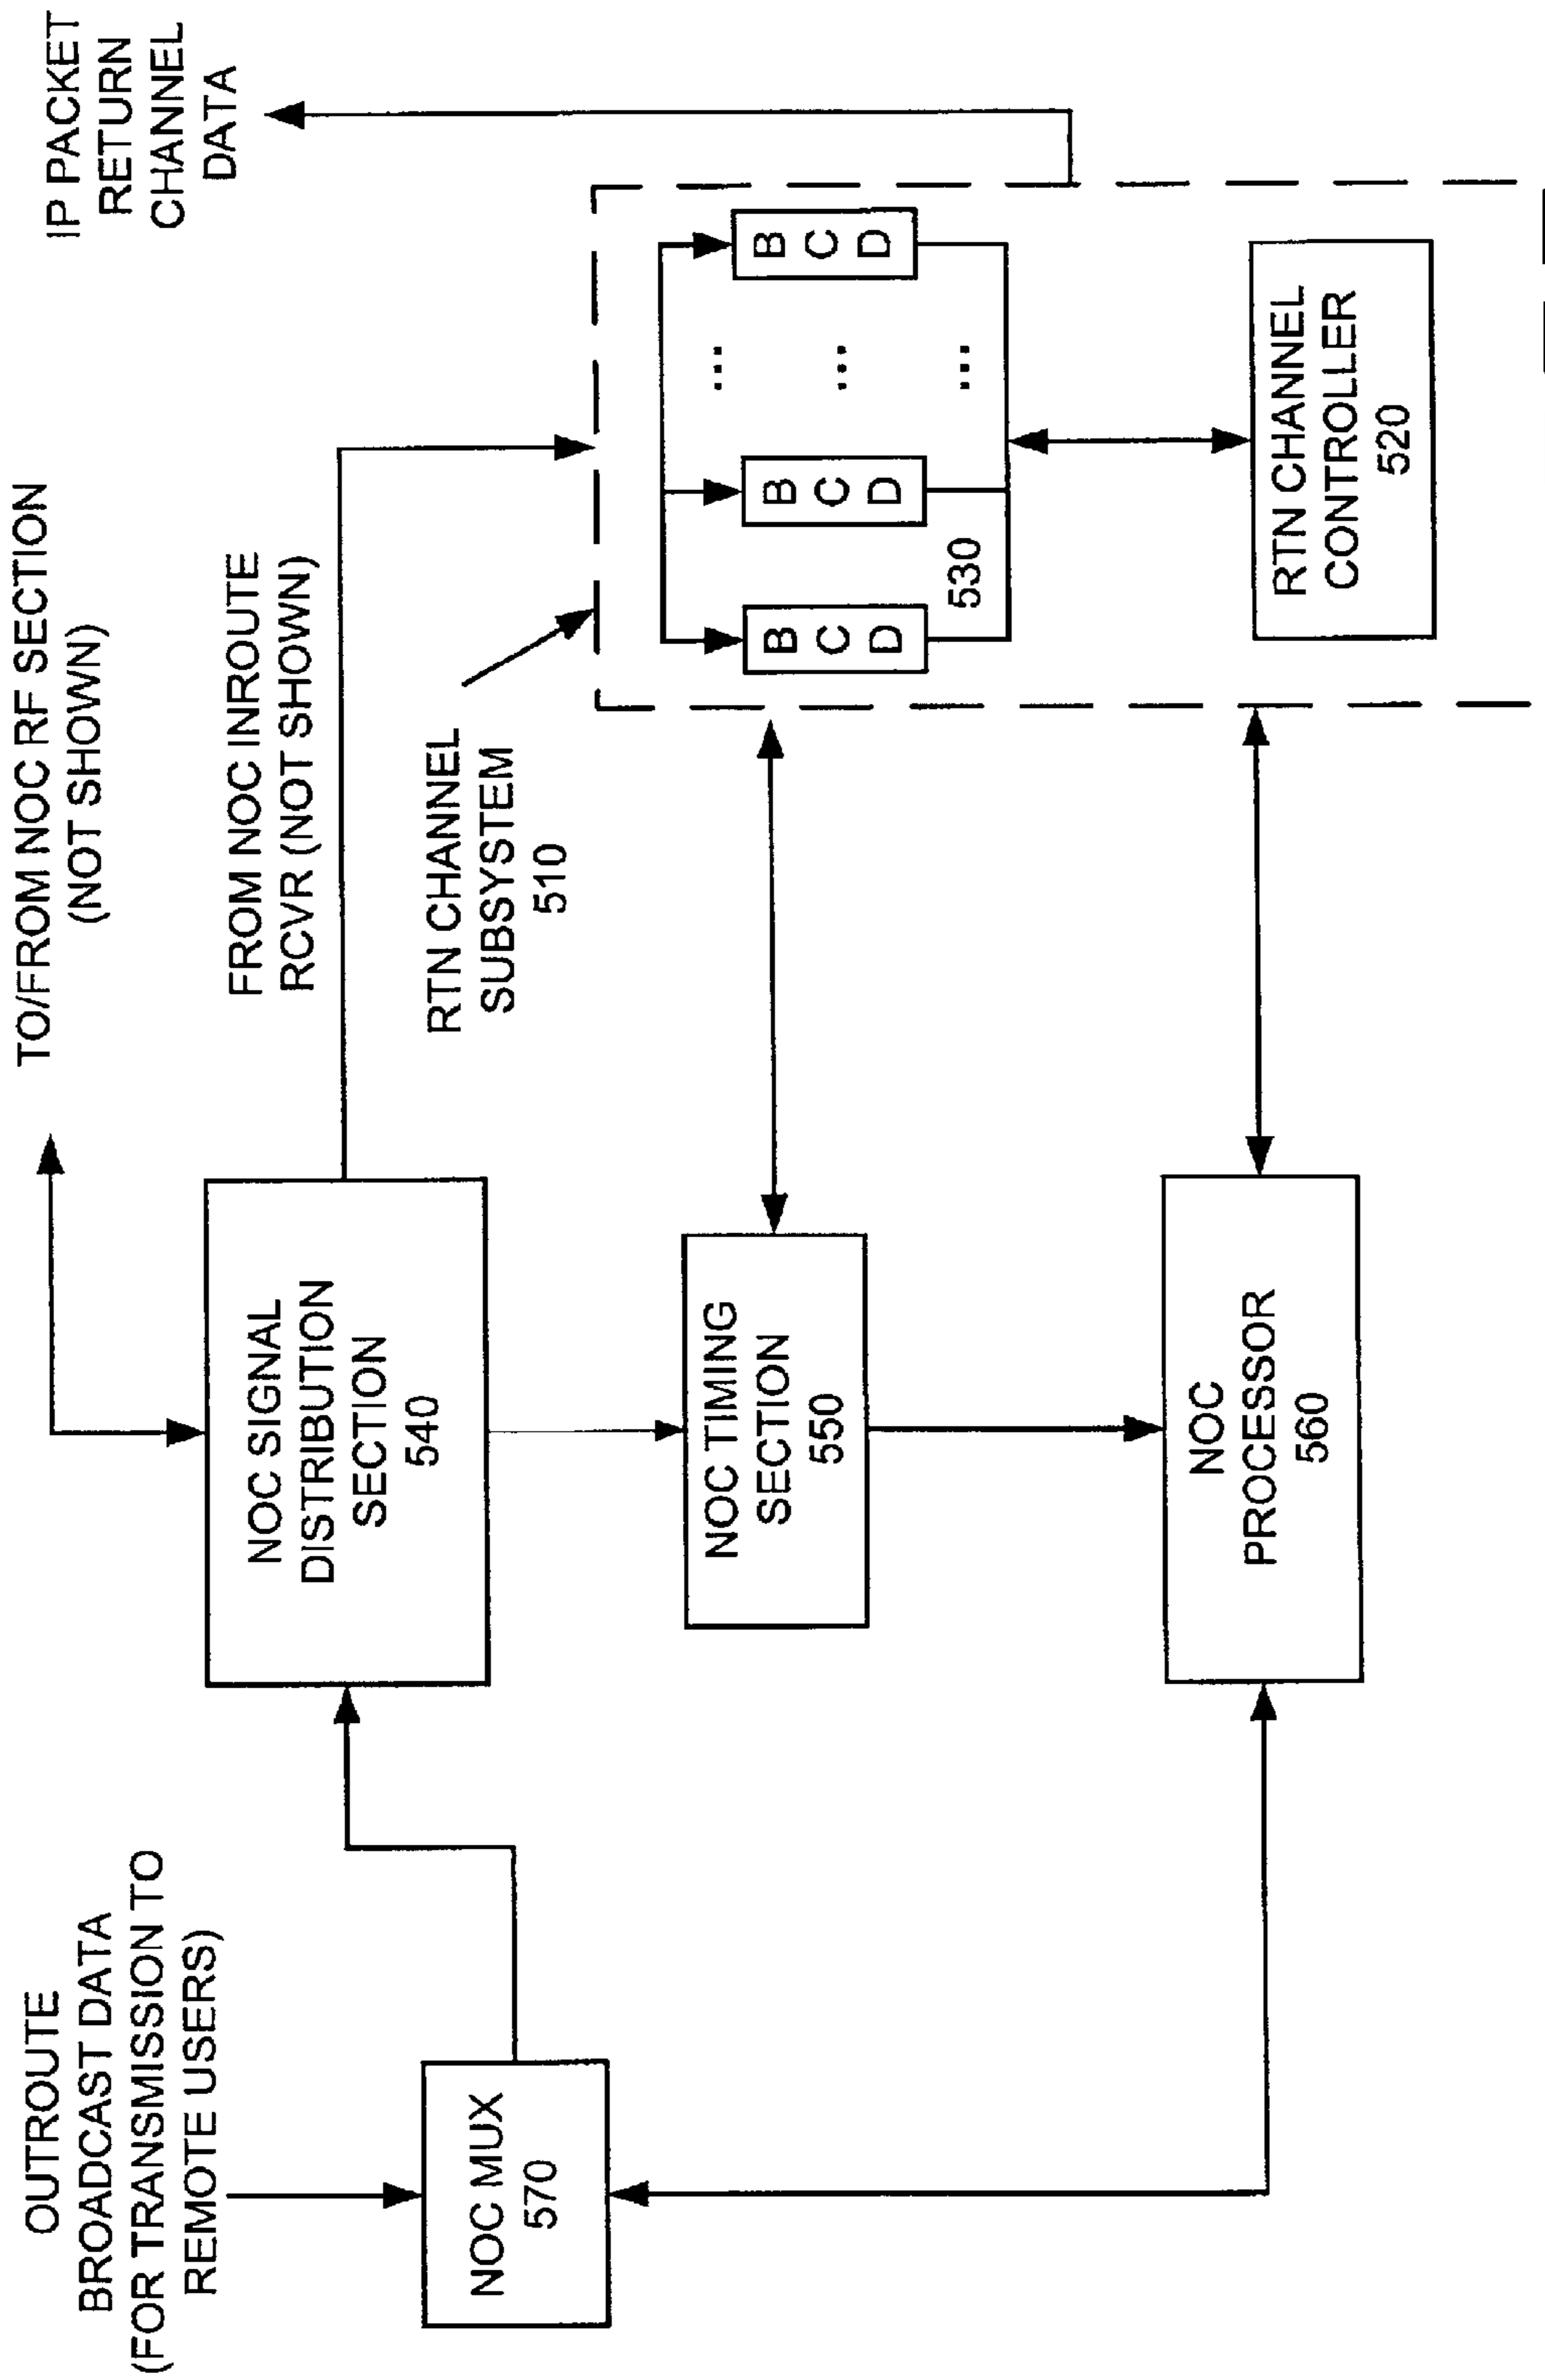 OUTROUTE
BROADCAST DATA
(FOR TRANSMISSION TO
REMOTE USERS)
TO/FROM NOC RF SECTION
(NOT SHOWN)
IP PACKET
RETURN
CHANNEL
DATA
FROM NOC INROUTE
RCVR (NOT SHOWN)
NOC SIGNAL
DISTRIBUTION
SECTION
540
RTN CHANNEL
SUBSYSTEM
510
NOC MUX
570
NOC TIMING
SECTION
550
B
C
D
B
C
D
...
...
...
B
C
D
530
NOC
PROCESSOR
560
RTN CHANNEL
CONTROLLER
520